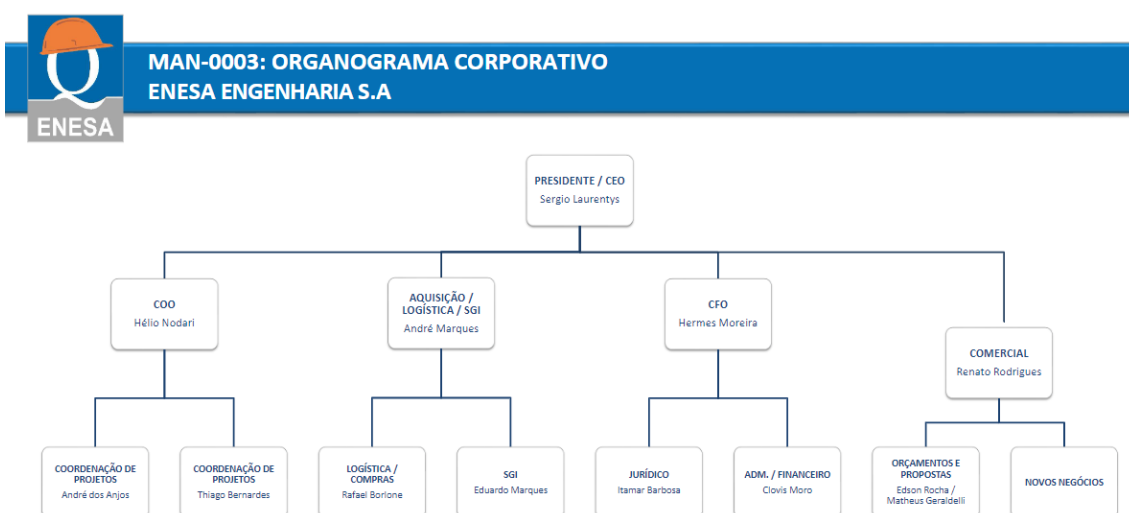 MAN-0003: ORGANOGRAMA CORPORATIVO
ENESA ENGENHARIA S.A
ENESA
PRESIDENTE / CEO
Sergio Laurentys
COO
Hélio Nodari
AQUISIÇÃO /
LOGÍSTICA / SGI
André Marques
CFO
Hermes Moreira
COMERCIAL
Renato Rodrigues
COORDENAÇÃO DE
PROJETOS
André dos Anjos
COORDENAÇÃO DE
PROJETOS
Thiago Bernardes
LOGÍSTICA /
COMPRAS
Rafael Borlone
SGI
Eduardo Marques
JURÍDICO
Itamar Barbosa
ADM. / FINANCEIRO
Clovis Moro
ORÇAMENTOS E
PROPOSTAS
Edson Rocha /
Matheus Geraldelli
NOVOS NEGÓCIOS